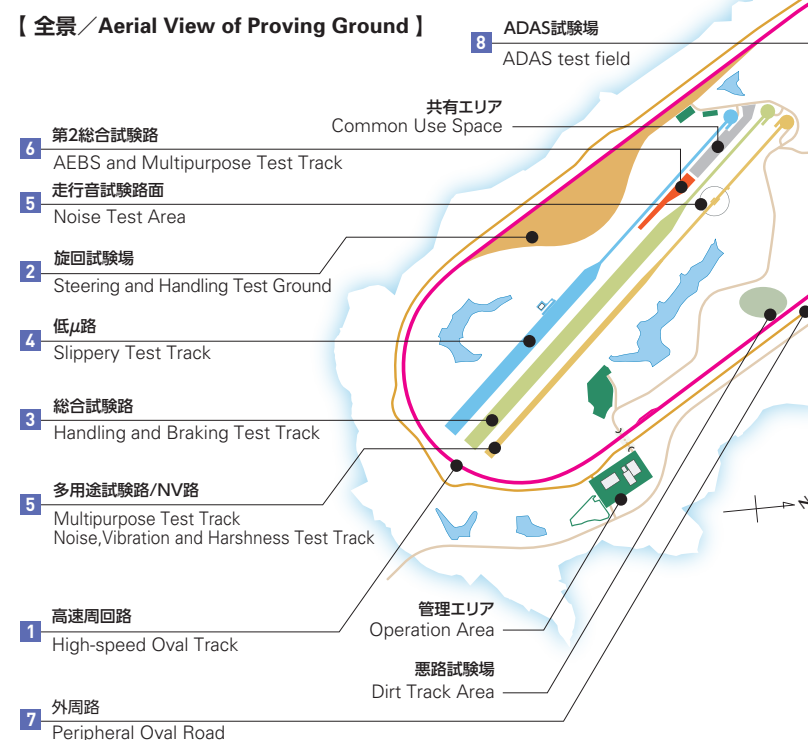 【 全景／Aerial View of Proving Ground 】
8
ADAS試験場
ADAS test field
共有エリア
Common Use Space
6
第2総合試験路
AEBS and Multipurpose Test Track
5
走行音試験路面
Noise Test Area
2
旋回試験場
Steering and Handling Test Ground
4
低μ路
Slippery Test Track
3
総合試験路
Handling and Braking Test Track
5
多用途試験路/NV路
Multipurpose Test Track
Noise,Vibration and Harshness Test Track
1
高速周回路
High-speed Oval Track
管理エリア
Operation Area
悪路試験場
Dirt Track Area
7
外周路
Peripheral Oval Road
N